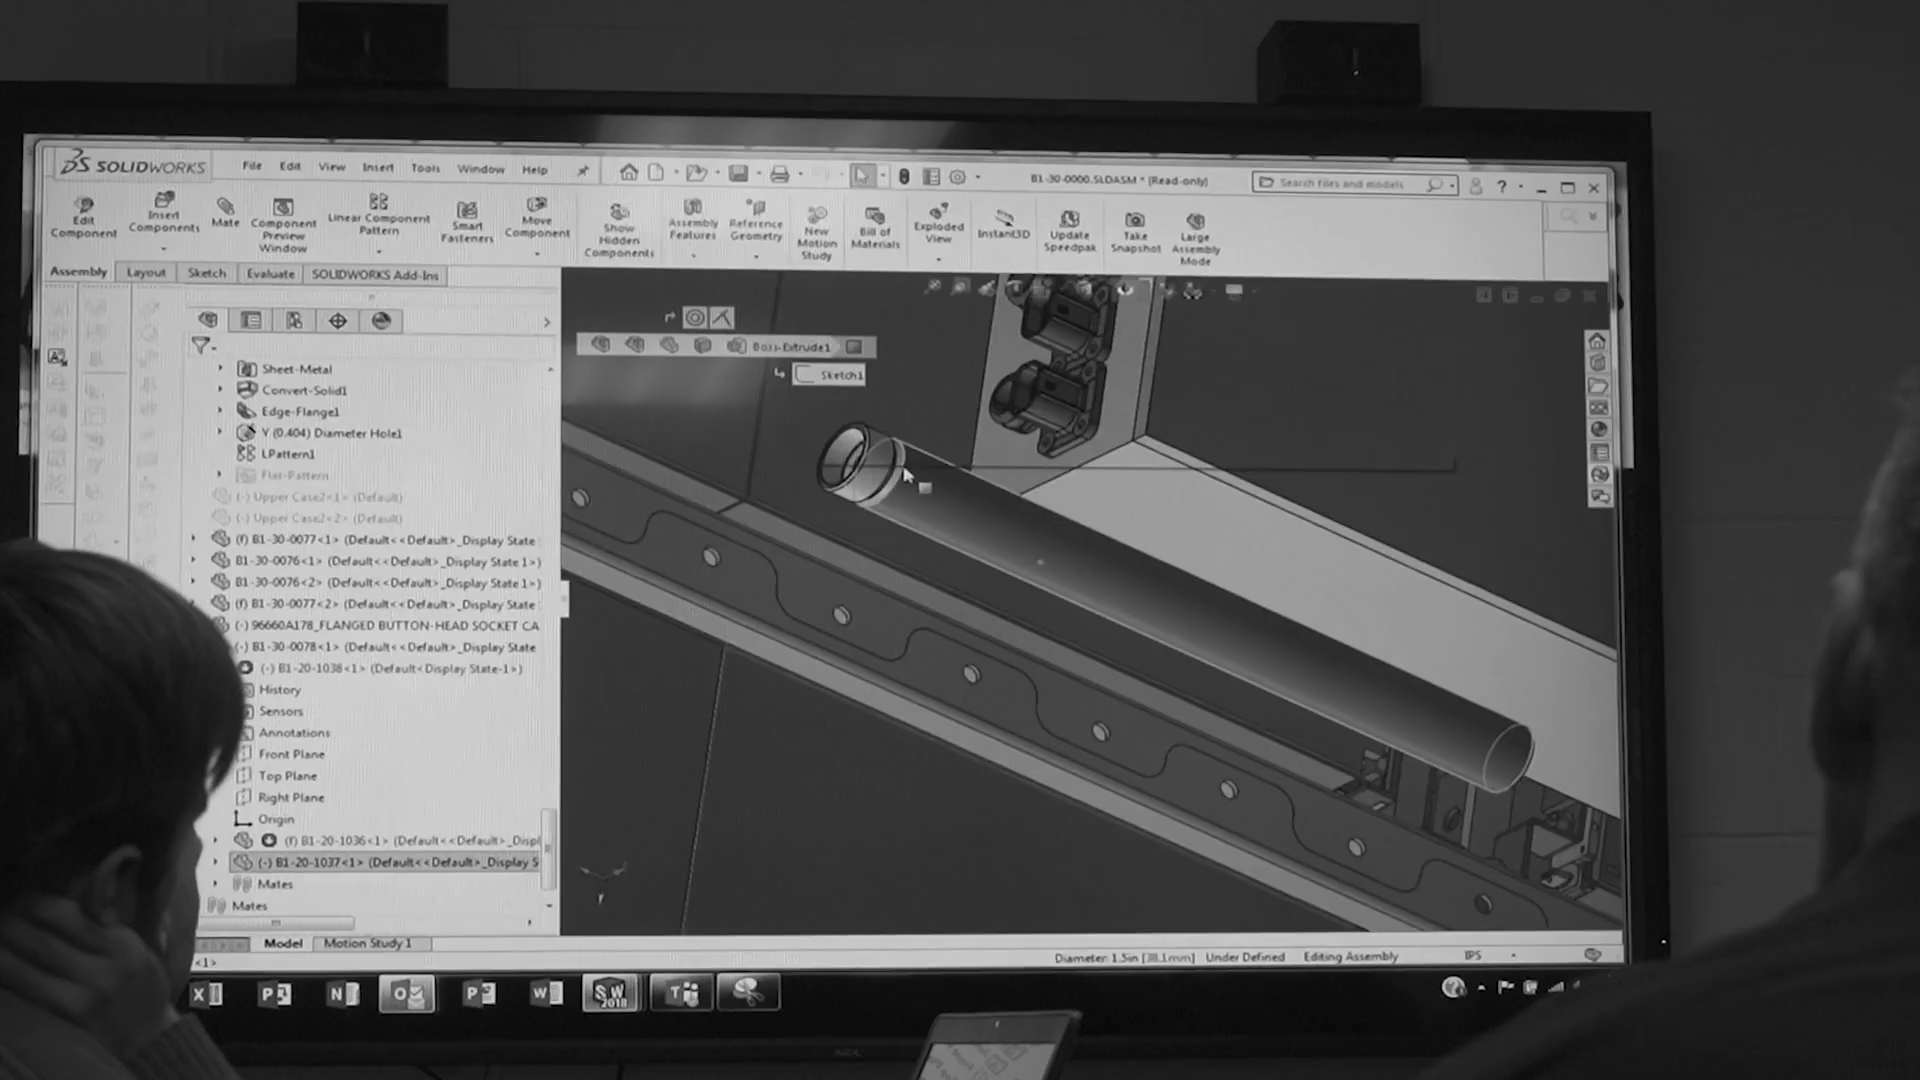 SOLIDWORKS File Edit View Insert Tools Window Help
B1-30-0000.SLDASM * (Read-only)
Search files and models
Edit Component
Insert Components
Mate
Component Preview Window
Linear Component Pattern
Smart Fasteners
Move Component
Show Hidden Components
Assembly Features
Reference Geometry
New Motion Study
Bill of Materials
Exploded View
Instant3D
Update Speedpak
Take Snapshot
Large Assembly Mode
Assembly Layout Sketch Evaluate SOLIDWORKS Add-Ins
Boss-Extrude1
Sketch1
Sheet-Metal
Convert-Solid1
Edge-Flange1
Y (0.404) Diameter Hole1
LPattern1
Flat-Pattern
(-) Upper Case2<1> (Default)
(-) Upper Case2<2> (Default)
(f) B1-30-0077<1> (Default<<Default>_Display State
B1-30-0076<1> (Default<<Default>_Display State 1>)
B1-30-0076<2> (Default<<Default>_Display State 1>)
(f) B1-30-0077<2> (Default<<Default>_Display State
(-) 96660A178_FLANGED BUTTON-HEAD SOCKET CA
(-) B1-30-0078<1> (Default<<Default>_Display State
(-) B1-20-1038<1> (Default<Display State-1>)
History
Sensors
Annotations
Front Plane
Top Plane
Right Plane
Origin
(f) B1-20-1036<1> (Default<<Default>_Displ
(-) B1-20-1037<1> (Default<<Default>_Display S
Mates
Mates
Model Motion Study 1
<1>
Diameter: 1.5in [38.1mm] Under Defined Editing Assembly IPS
X P N O P W SW 2018 T
NEC